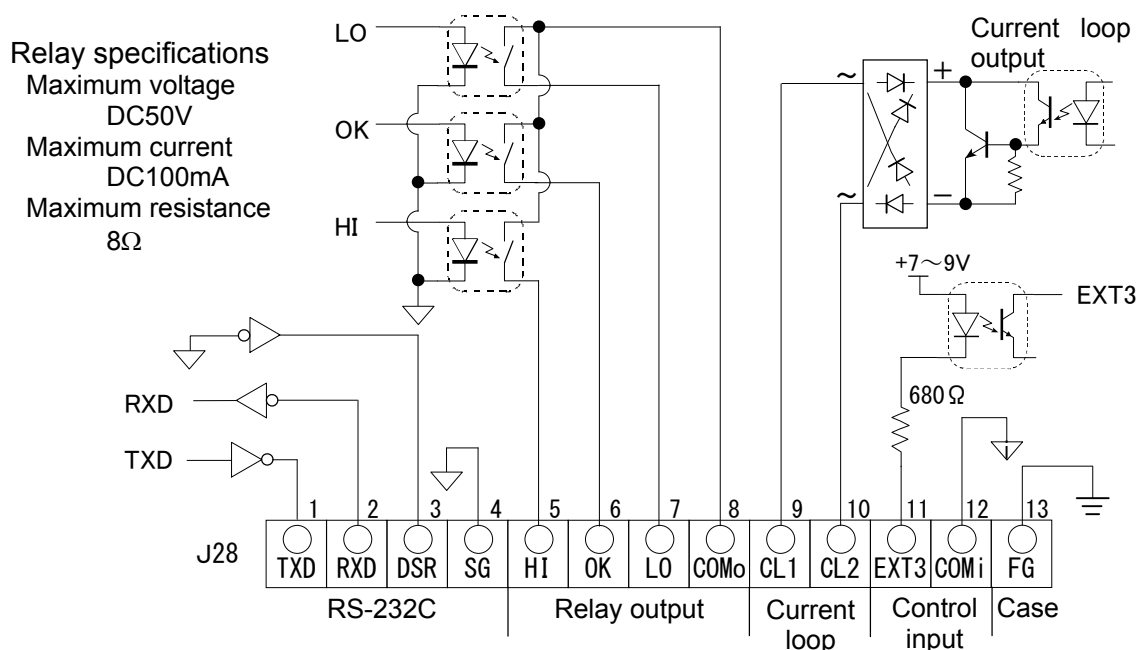 Relay specifications
Maximum voltage
DC50V
Maximum current
DC100mA
Maximum resistance
8Ω
LO
OK
HI
Current loop
output
~
+
~
−
+7～9V
EXT3
680Ω
RXD
TXD
i
1 2 3 4 5 6 7 8 9 10 11 12 13
J28
TXD RXD DSR SG HI OK LO COMo CL1 CL2 EXT3 COMi FG
RS-232C Relay output Current Control Case
loop input